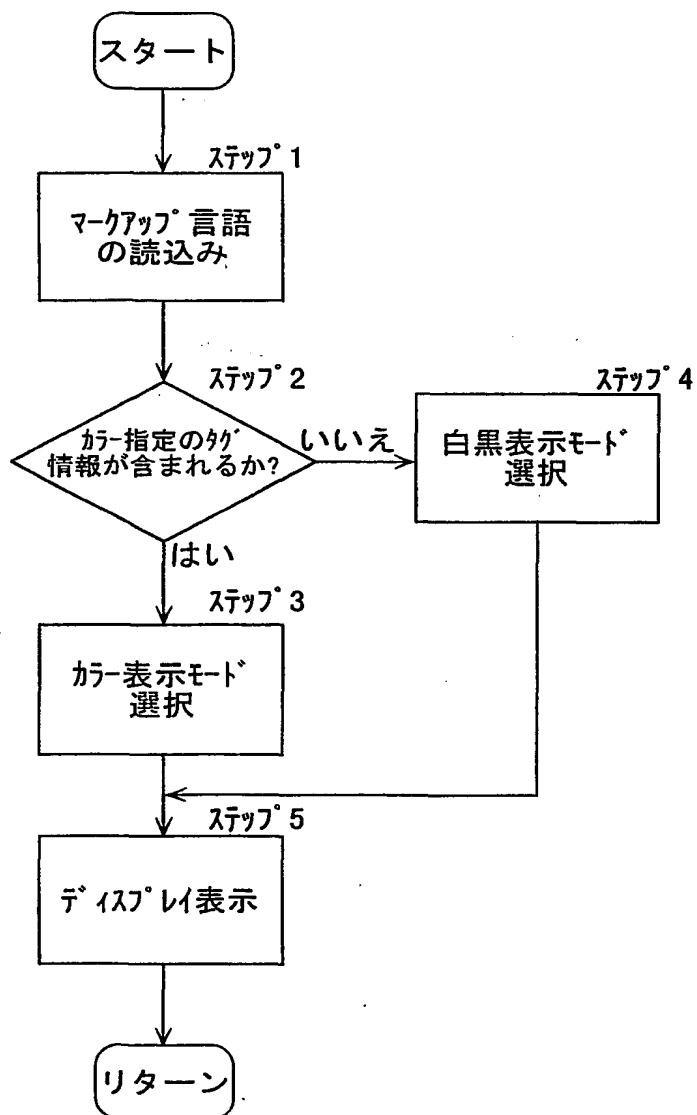 スタート
ステップ1
マークアップ言語
の読込み
ステップ2
カラー指定のタグ
情報が含まれるか?
いいえ
ステップ4
白黒表示モード
選択
はい
ステップ3
カラー表示モード
選択
ステップ5
ディスプレイ表示
リターン